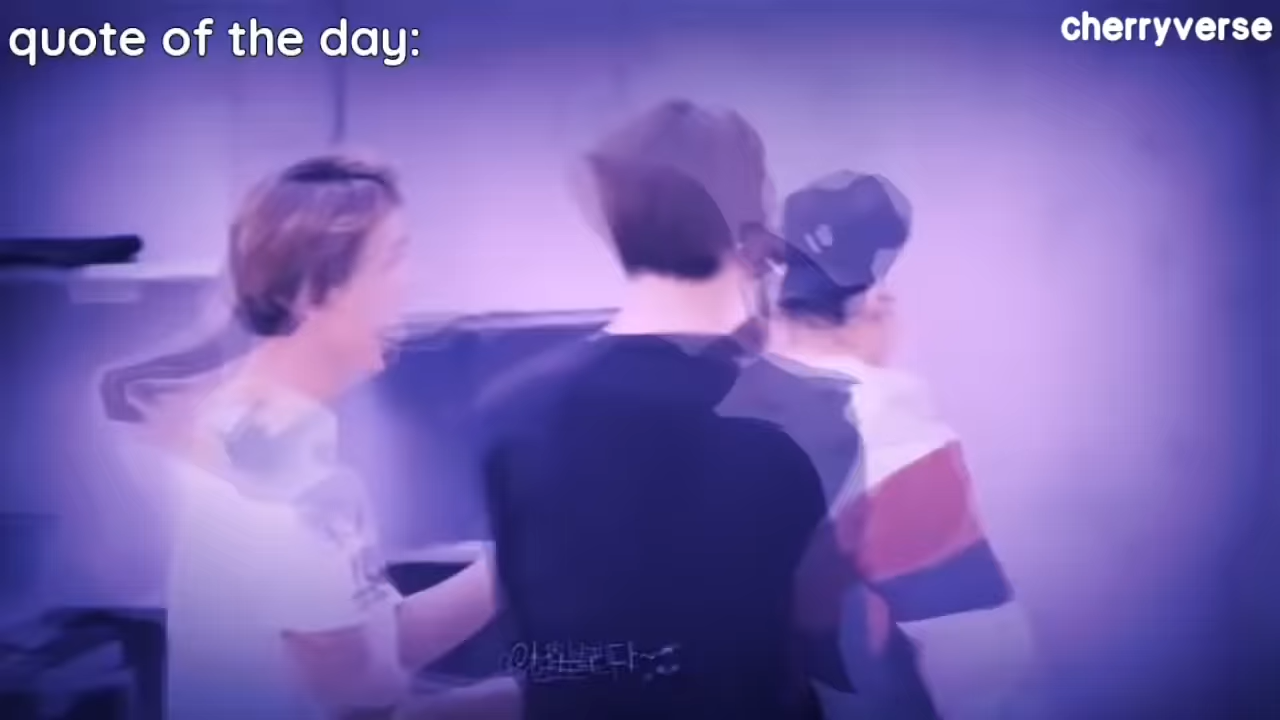 quote of the day:
cherryverse